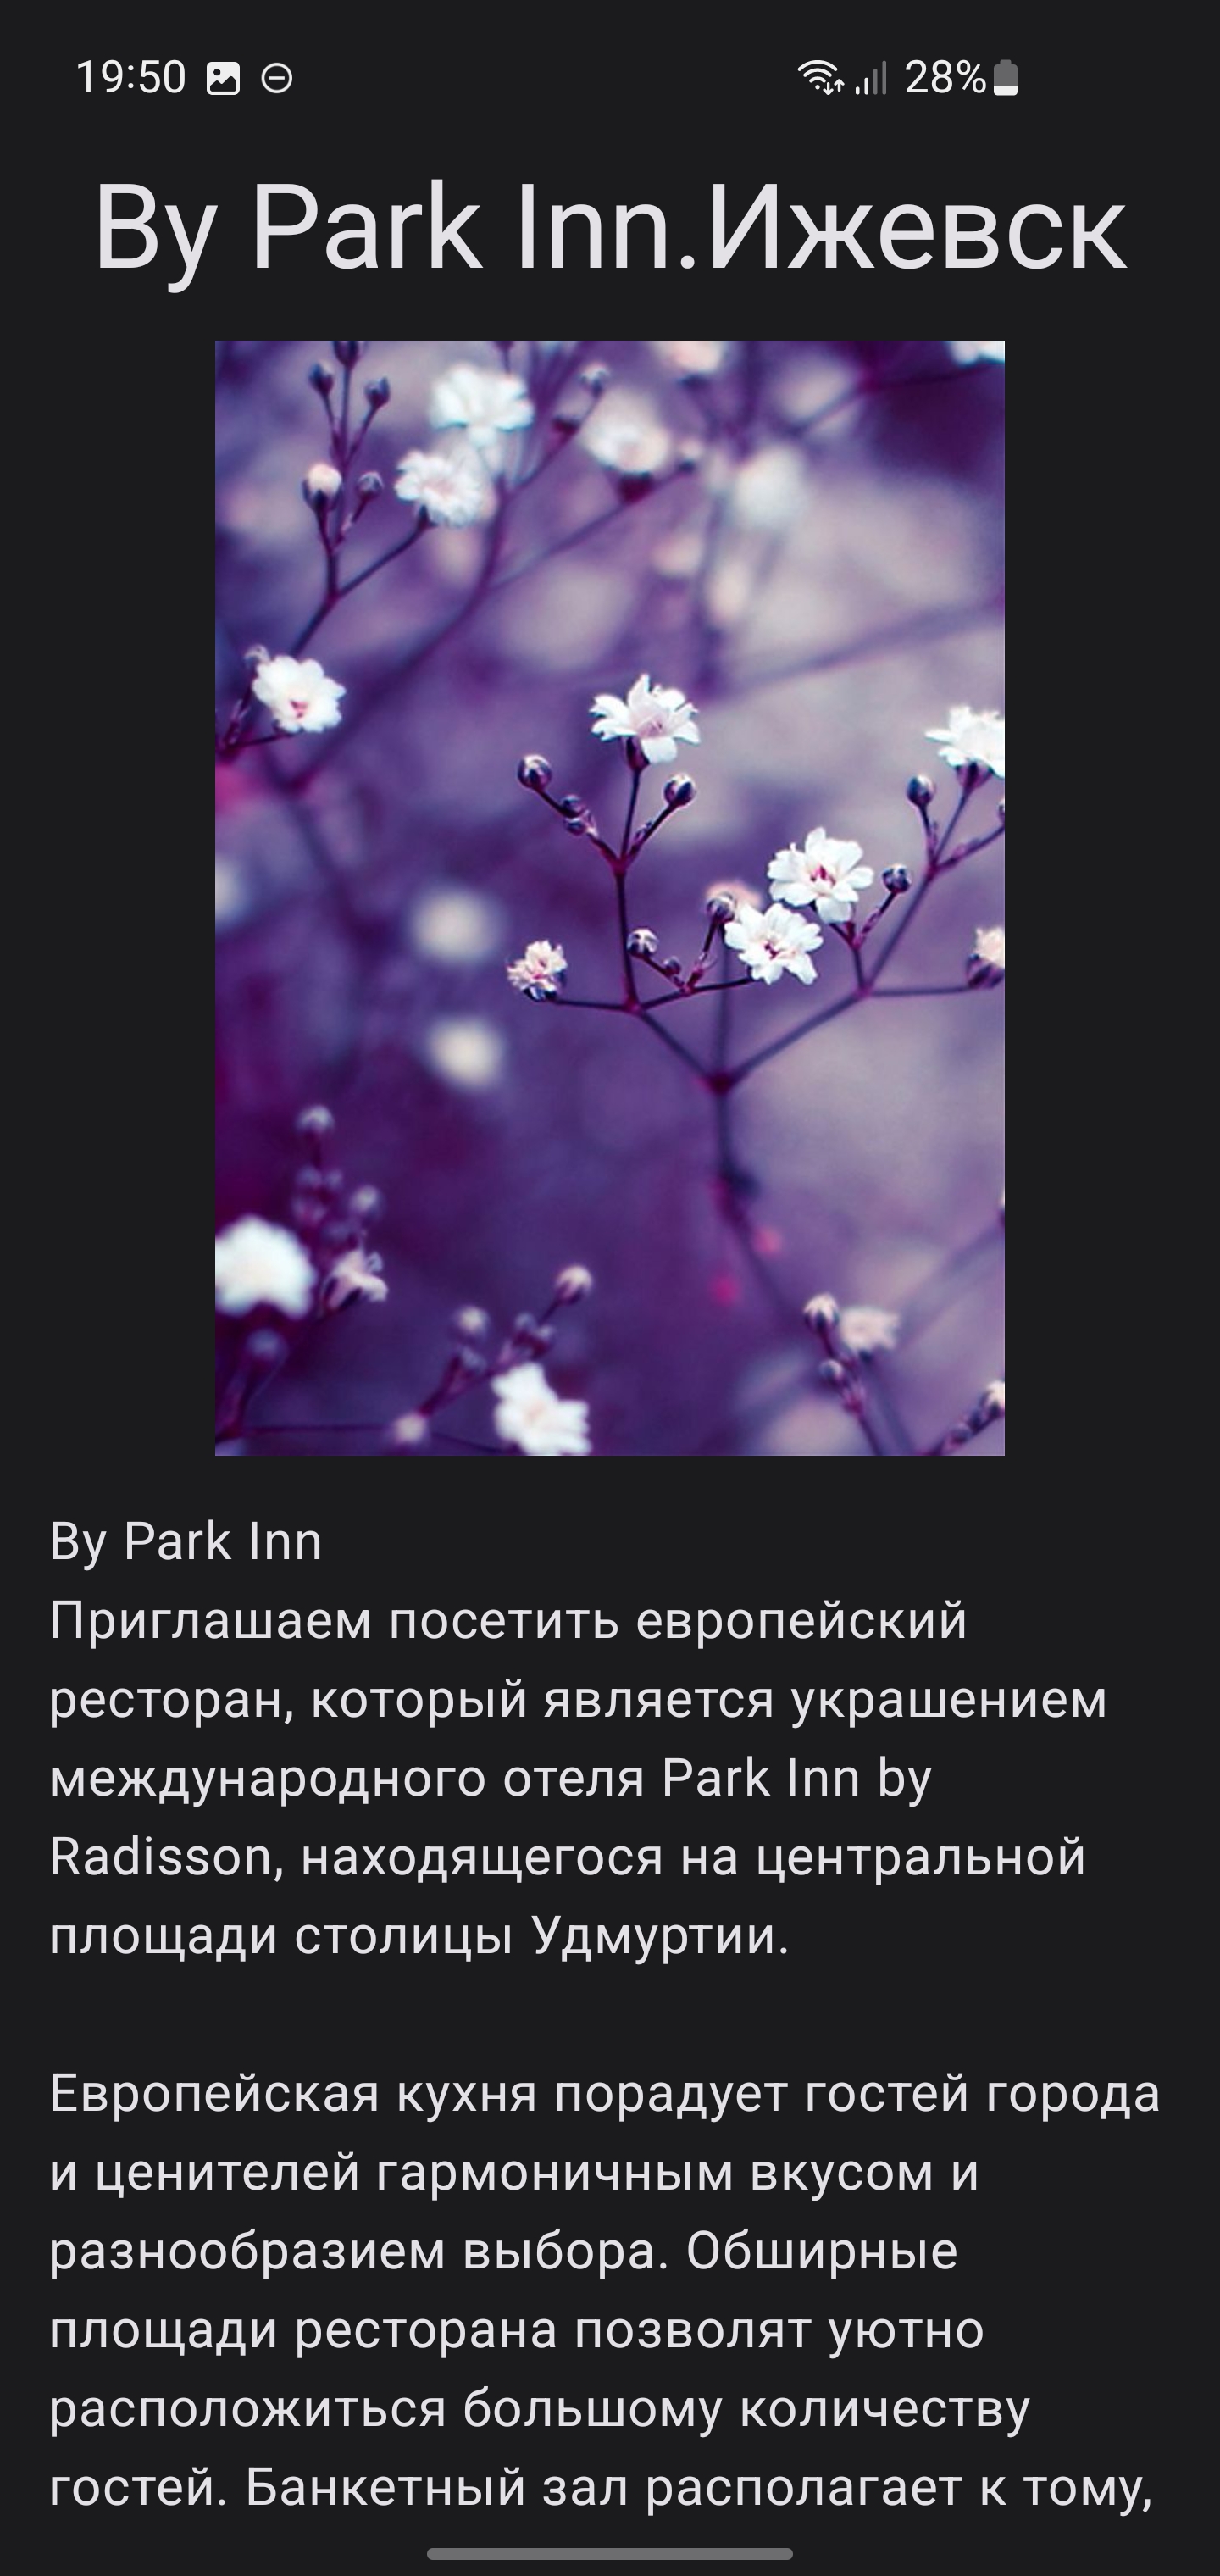 19:50
28%
By Park Inn.Ижевск
By Park Inn
Приглашаем посетить европейский
ресторан, который является украшением
международного отеля Park Inn by
Radisson, находящегося на центральной
площади столицы Удмуртии.
Европейская кухня порадует гостей города
и ценителей гармоничным вкусом и
разнообразием выбора. Обширные
площади ресторана позволят уютно
расположиться большому количеству
гостей. Банкетный зал располагает к тому,